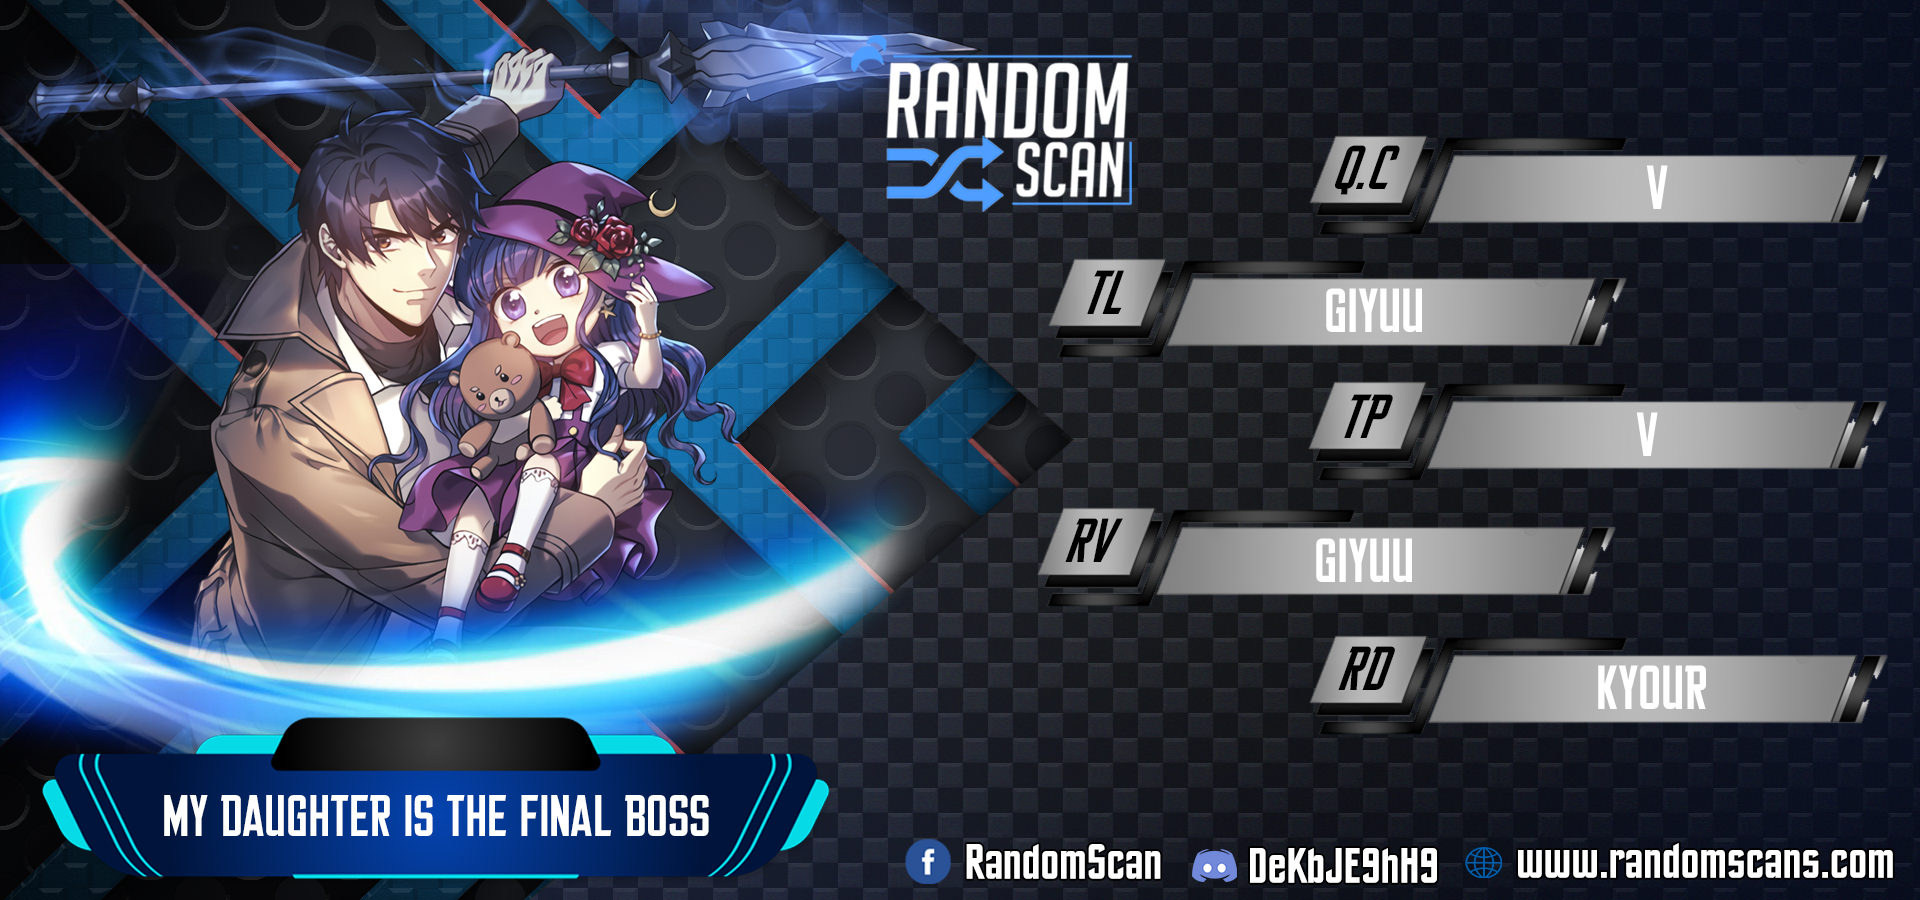 RANDOM
SCAN
Q.C
V
TL
GIYUU
TP
V
RV
GIYUU
RD
KYOUR
MY DAUGHTER IS THE FINAL BOSS
f RandomScan
DeKbJE9hH9
www.randomscans.com